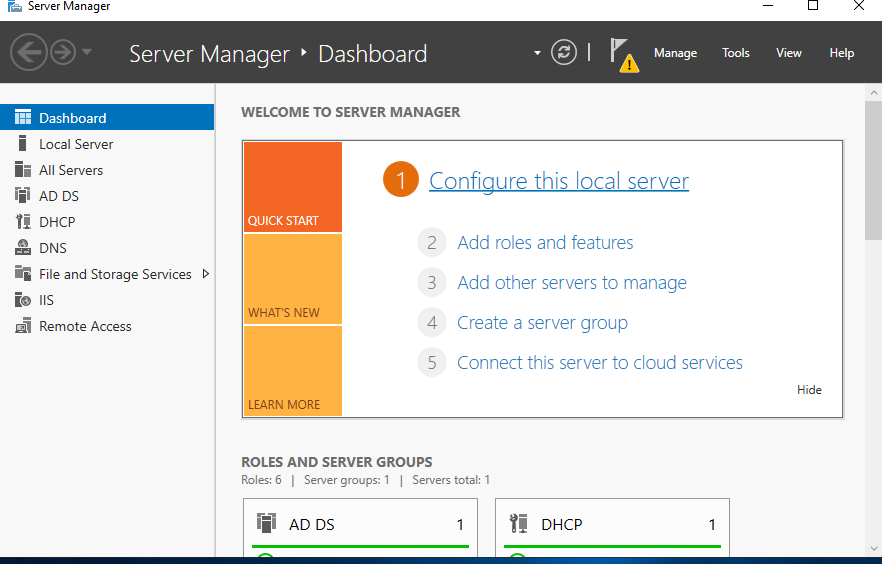 Server Manager
Server Manager ‣ Dashboard
Manage Tools View Help
Dashboard
Local Server
All Servers
AD DS
DHCP
DNS
File and Storage Services
IIS
Remote Access
WELCOME TO SERVER MANAGER
QUICK START
WHAT'S NEW
LEARN MORE
1 Configure this local server
2 Add roles and features
3 Add other servers to manage
4 Create a server group
5 Connect this server to cloud services
Hide
ROLES AND SERVER GROUPS
Roles: 6 | Server groups: 1 | Servers total: 1
AD DS 1
DHCP 1